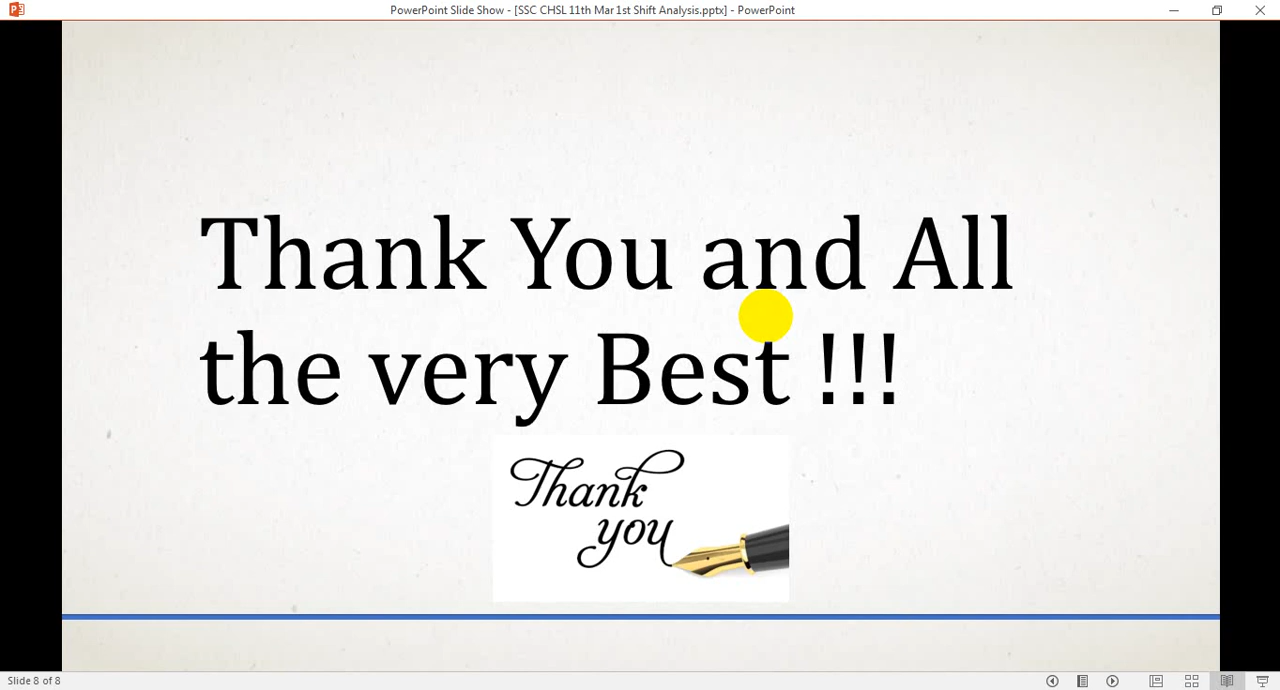 PowerPoint Slide Show - [SSC CHSL 11th Mar 1st Shift Analysis.pptx] - PowerPoint
Thank You and All
the very Best !!!
Thank
you
Slide 8 of 8